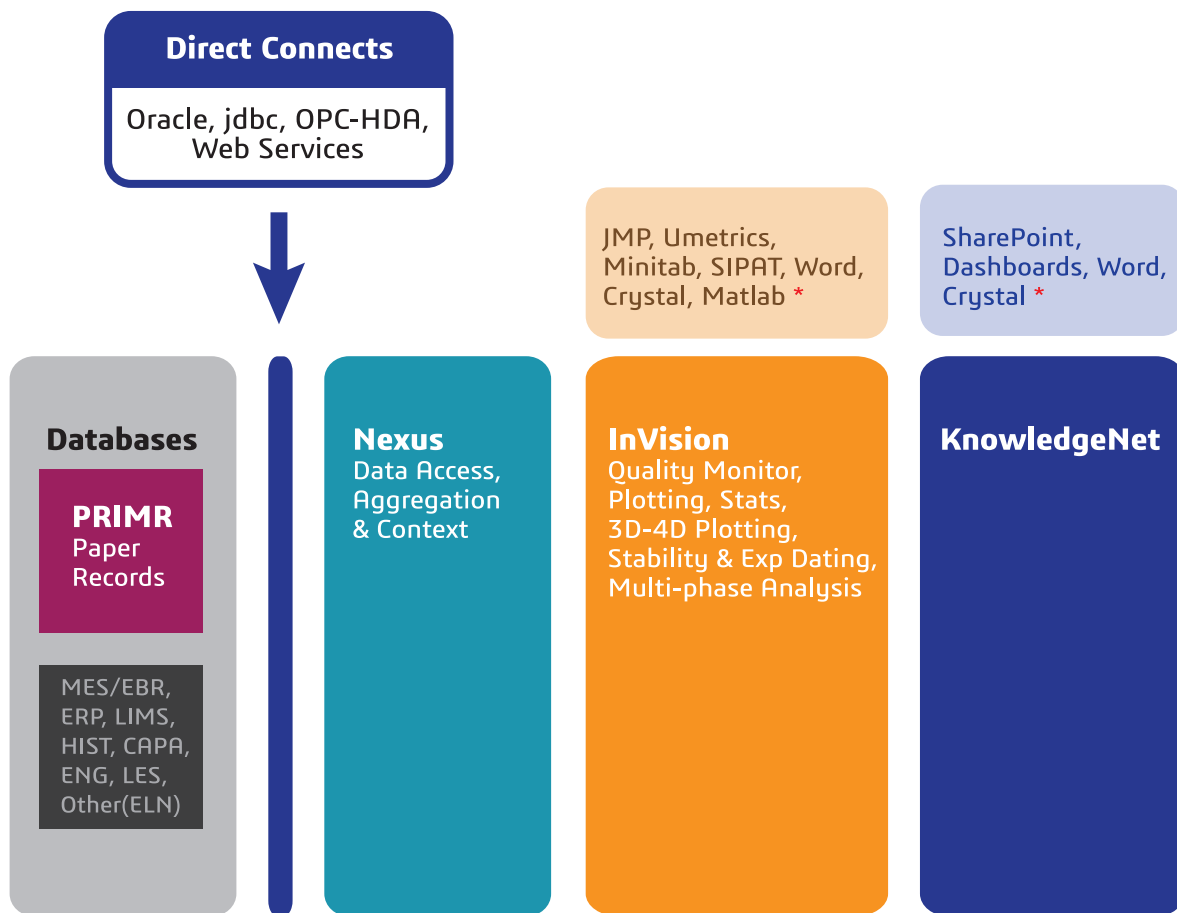 Direct Connects
Oracle, jdbc, OPC-HDA,
Web Services
JMP, Umetrics,
Minitab, SIPAT, Word,
Crystal, Matlab *
SharePoint,
Dashboards, Word,
Crystal *
Databases
PRIMR
Paper
Records
MES/EBR,
ERP, LIMS,
HIST, CAPA,
ENG, LES,
Other(ELN)
Nexus
Data Access,
Aggregation
& Context
InVision
Quality Monitor,
Plotting, Stats,
3D-4D Plotting,
Stability & Exp Dating,
Multi-phase Analysis
KnowledgeNet